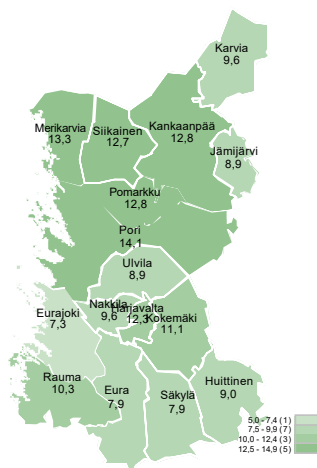 Karvia
9,6
Merikarvia
13,3
Siikainen
12,7
Kankaanpää
12,8
Jämijärvi
8,9
Pomarkku
12,8
Pori
14,1
Ulvila
8,9
Nakkila
9,6
Harjavalta
12,3
Kokemäki
11,1
Eurajoki
7,3
Rauma
10,3
Eura
7,9
Säkylä
7,9
Huittinen
9,0
5,0 - 7,4 (1)
7,5 - 9,9 (7)
10,0 - 12,4 (3)
12,5 - 14,9 (5)